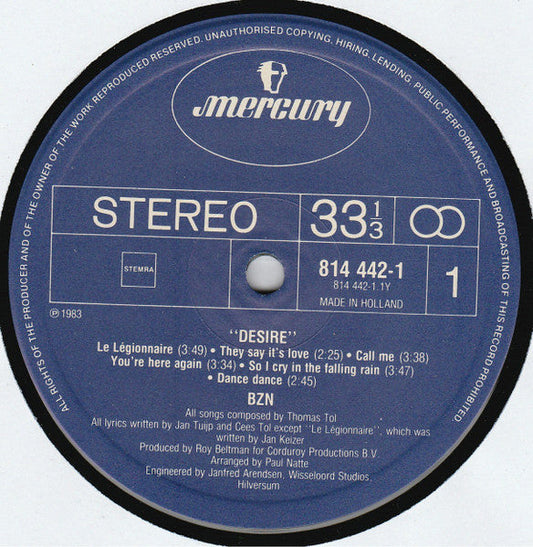 ALL RIGHTS OF THE PRODUCER AND OF THE OWNER OF THE WORK REPRODUCED RESERVED. UNAUTHORISED COPYING, HIRING, LENDING, PUBLIC PERFORMANCE AND BROADCASTING OF THIS RECORD PROHIBITED
mercury
STEREO
33 1/3
STEMRA
814 442-1
814 442-1.1Y
MADE IN HOLLAND
1
℗ 1983
"DESIRE"
Le Légionnaire (3:49) • They say it's love (2:25) • Call me (3:38)
You're here again (3:34) • So I cry in the falling rain (3:47)
• Dance dance (2:45)
BZN
All songs composed by Thomas Tol
All lyrics written by Jan Tuijp and Cees Tol except "Le Légionnaire", which was
written by Jan Keizer
Produced by Roy Beltman for Corduroy Productions B.V.
Arranged by Paul Natte
Engineered by Janfred Arendsen, Wisseloord Studios,
Hilversum